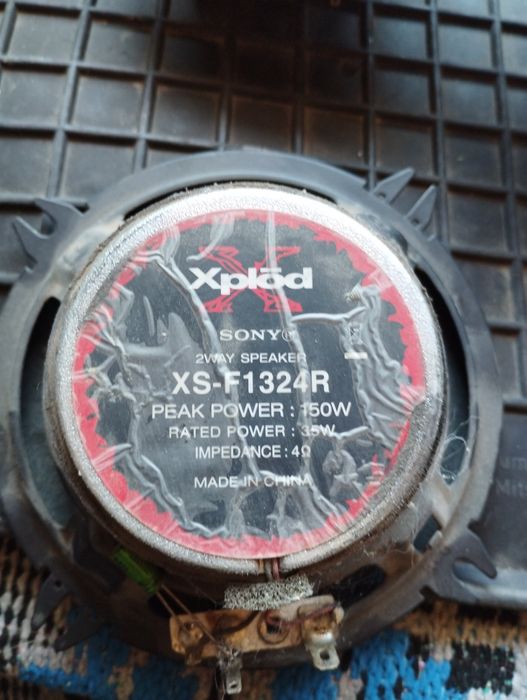 Xplōd
SONY®
2WAY SPEAKER
XS-F1324R
PEAK POWER : 150W
RATED POWER : 35W
IMPEDANCE : 4Ω
MADE IN CHINA